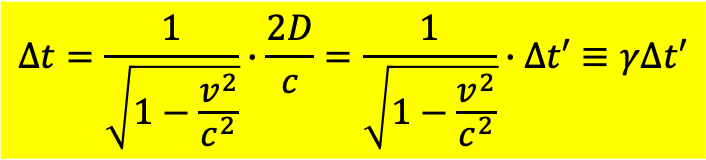 Δt = 1/√(1 − v²/c²) · 2D/c = 1/√(1 − v²/c²) · Δt′ ≡ γΔt′